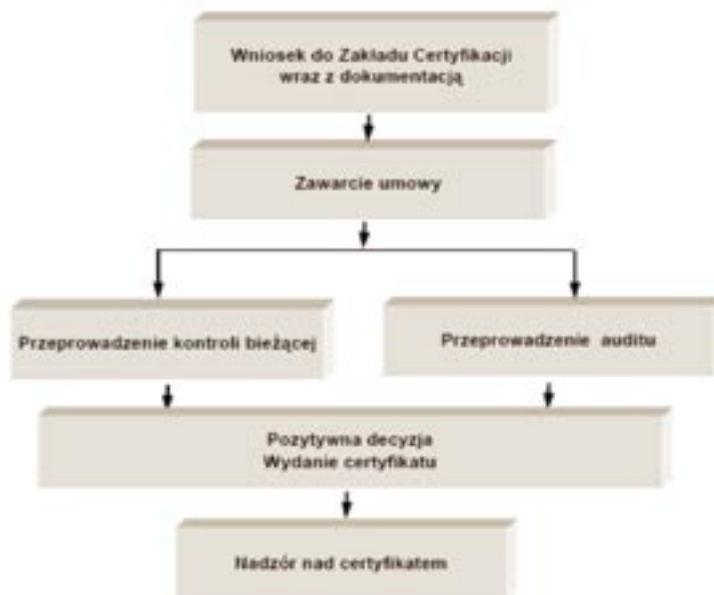 Wniosek do Zakładu Certyfikacji
wraz z dokumentacją
Zawarcie umowy
Przeprowadzenie kontroli bieżącej
Przeprowadzenie auditu
Pozytywna decyzja
Wydanie certyfikatu
Nadzór nad certyfikatem